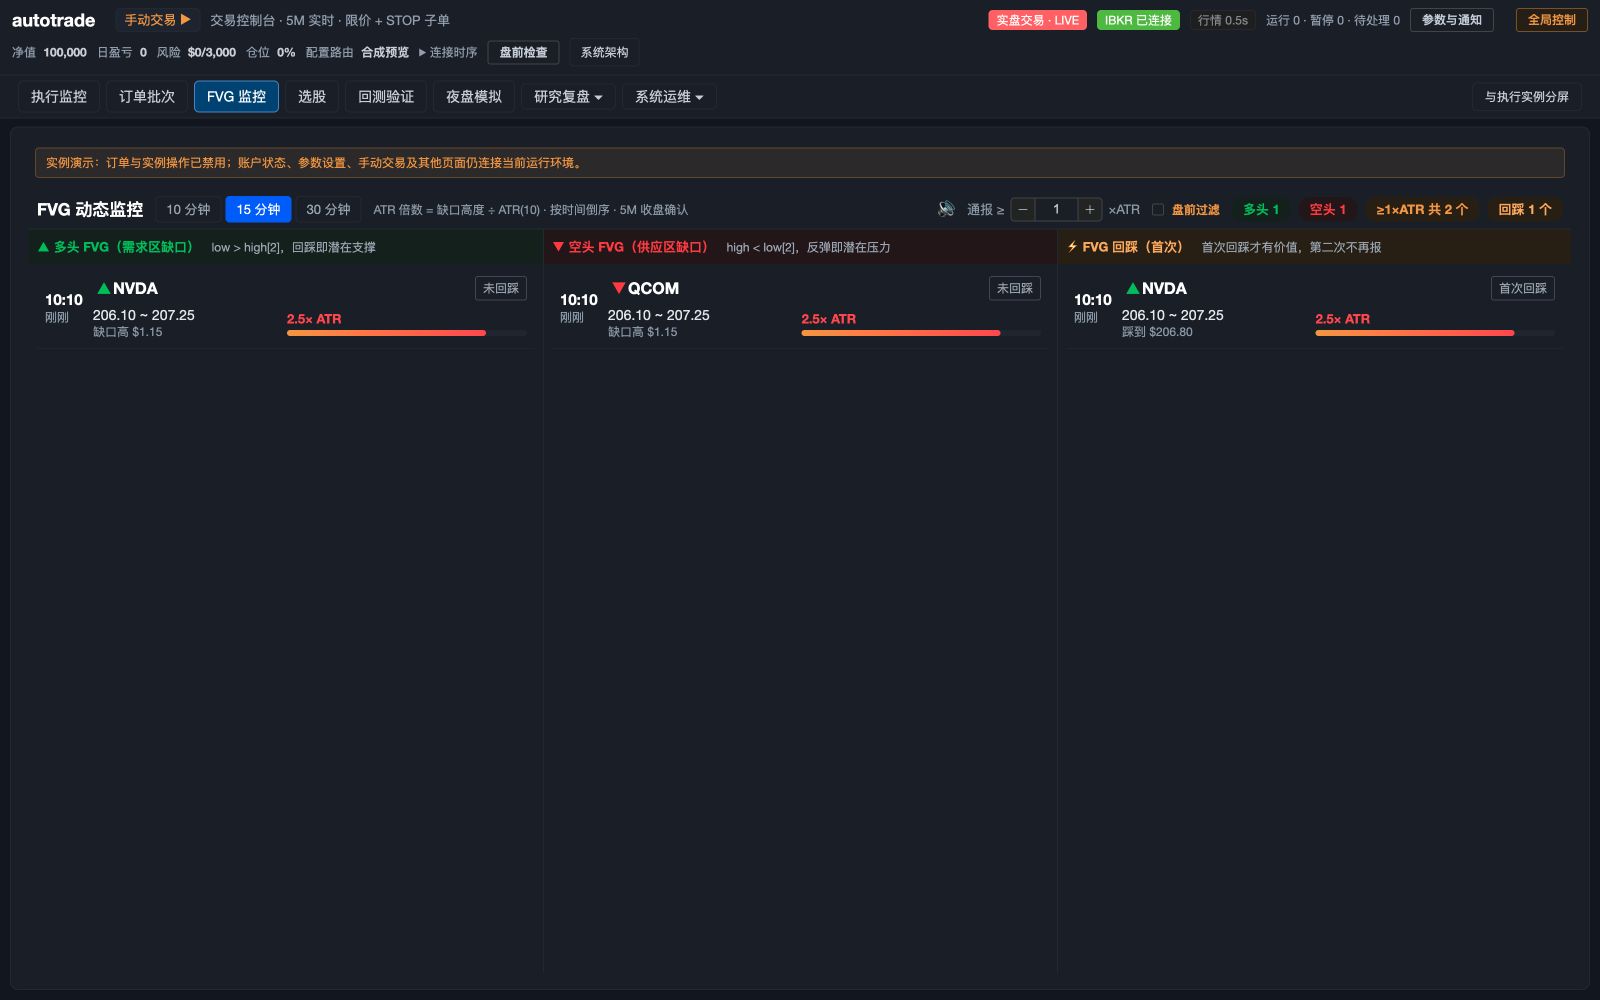 autotrade 手动交易 ▶ 交易控制台 · 5M 实时 · 限价 + STOP 子单 实盘交易 · LIVE IBKR 已连接 行情 0.5s 运行 0 · 暂停 0 · 待处理 0 参数与通知 全局控制
净值 100,000 日盈亏 0 风险 $0/3,000 仓位 0% 配置路由 合成预览 ▶ 连接时序 盘前检查 系统架构
执行监控 订单批次 FVG 监控 选股 回测验证 夜盘模拟 研究复盘 系统运维 与执行实例分屏
实例演示：订单与实例操作已禁用；账户状态、参数设置、手动交易及其他页面仍连接当前运行环境。
FVG 动态监控 10 分钟 15 分钟 30 分钟 ATR 倍数 = 缺口高度 ÷ ATR(10) · 按时间倒序 · 5M 收盘确认 通报 ≥ − 1 + ×ATR 盘前过滤 多头 1 空头 1 ≥1×ATR 共 2 个 回踩 1 个
▲ 多头 FVG（需求区缺口） low > high[2]，回踩即潜在支撑
10:10 ▲NVDA 未回踩
刚刚 206.10 ~ 207.25 2.5× ATR
缺口高 $1.15
▼ 空头 FVG（供应区缺口） high < low[2]，反弹即潜在压力
10:10 ▼QCOM 未回踩
刚刚 206.10 ~ 207.25 2.5× ATR
缺口高 $1.15
⚡ FVG 回踩（首次） 首次回踩才有价值，第二次不再报
10:10 ▲NVDA 首次回踩
刚刚 206.10 ~ 207.25 2.5× ATR
踩到 $206.80